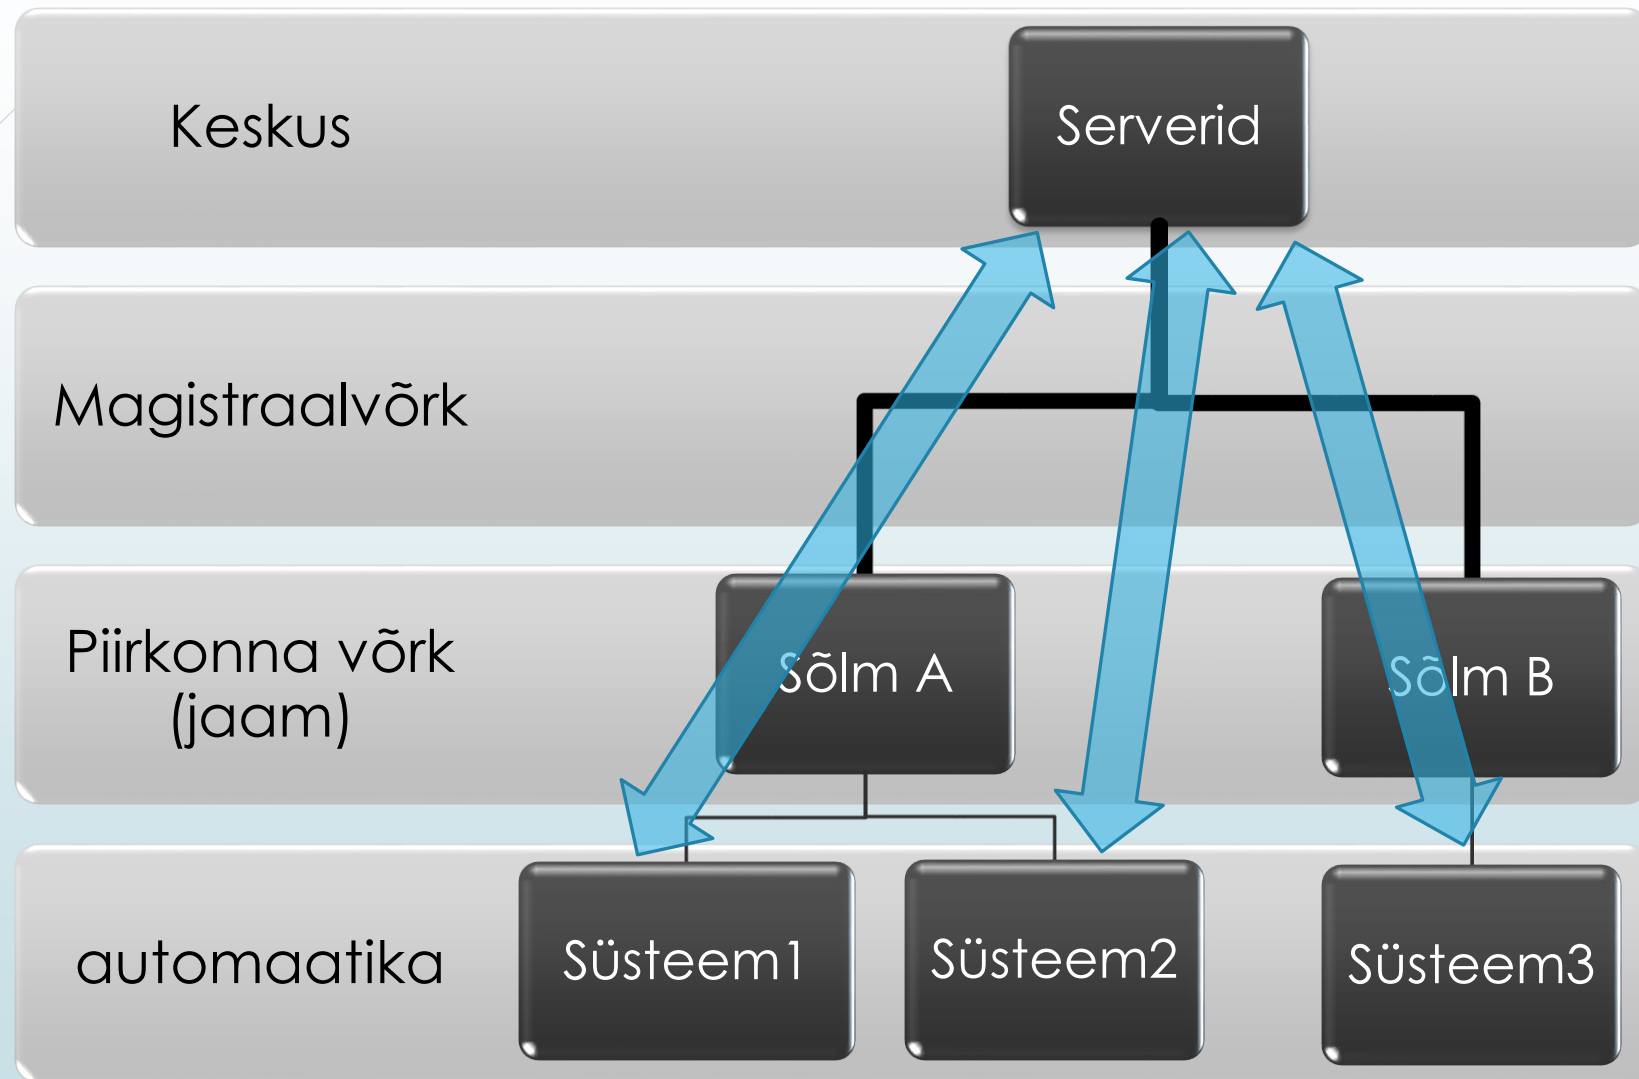 Keskus
Serverid
Magistraalvõrk
Piirkonna võrk
(jaam)
Sõlm A
Sõlm B
automaatika
Süsteem1
Süsteem2
Süsteem3